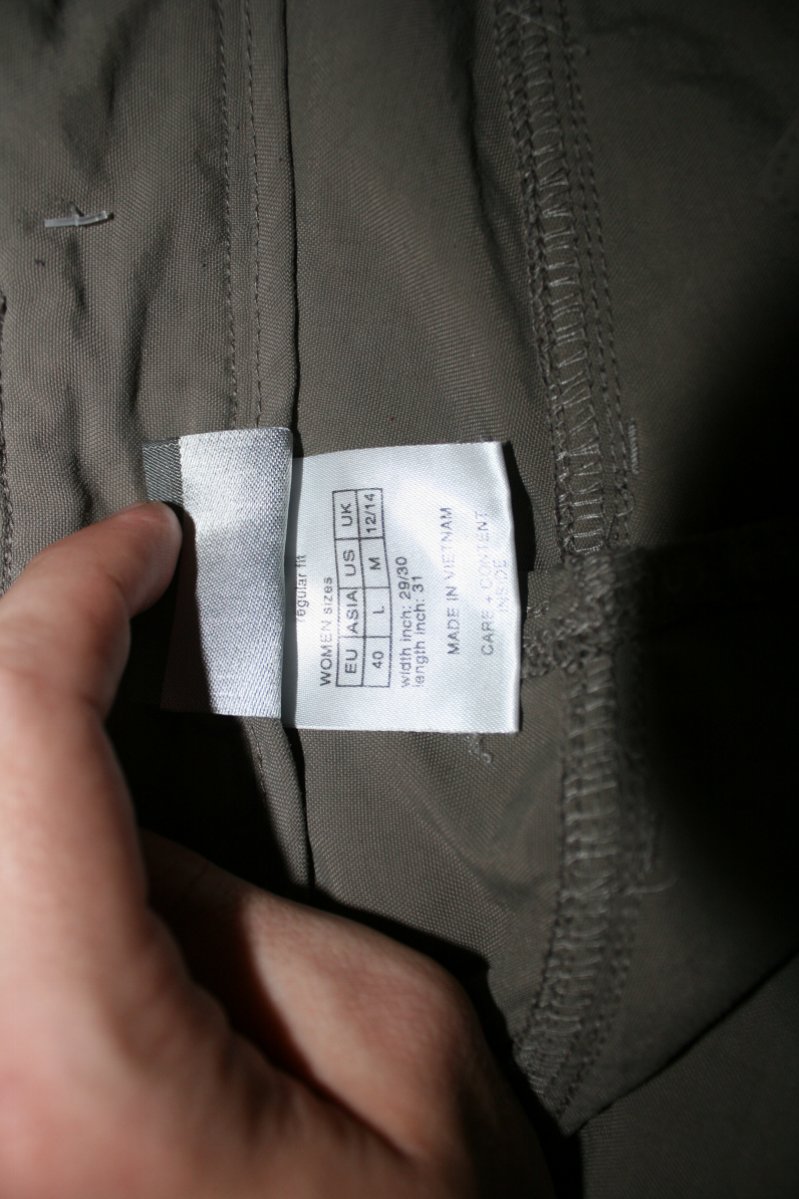 regular fit
WOMEN sizes
EU ASIA US UK
40 L M 12/14
width inch: 29/30
length inch: 31
MADE IN VIETNAM
CARE + CONTENT
INSIDE